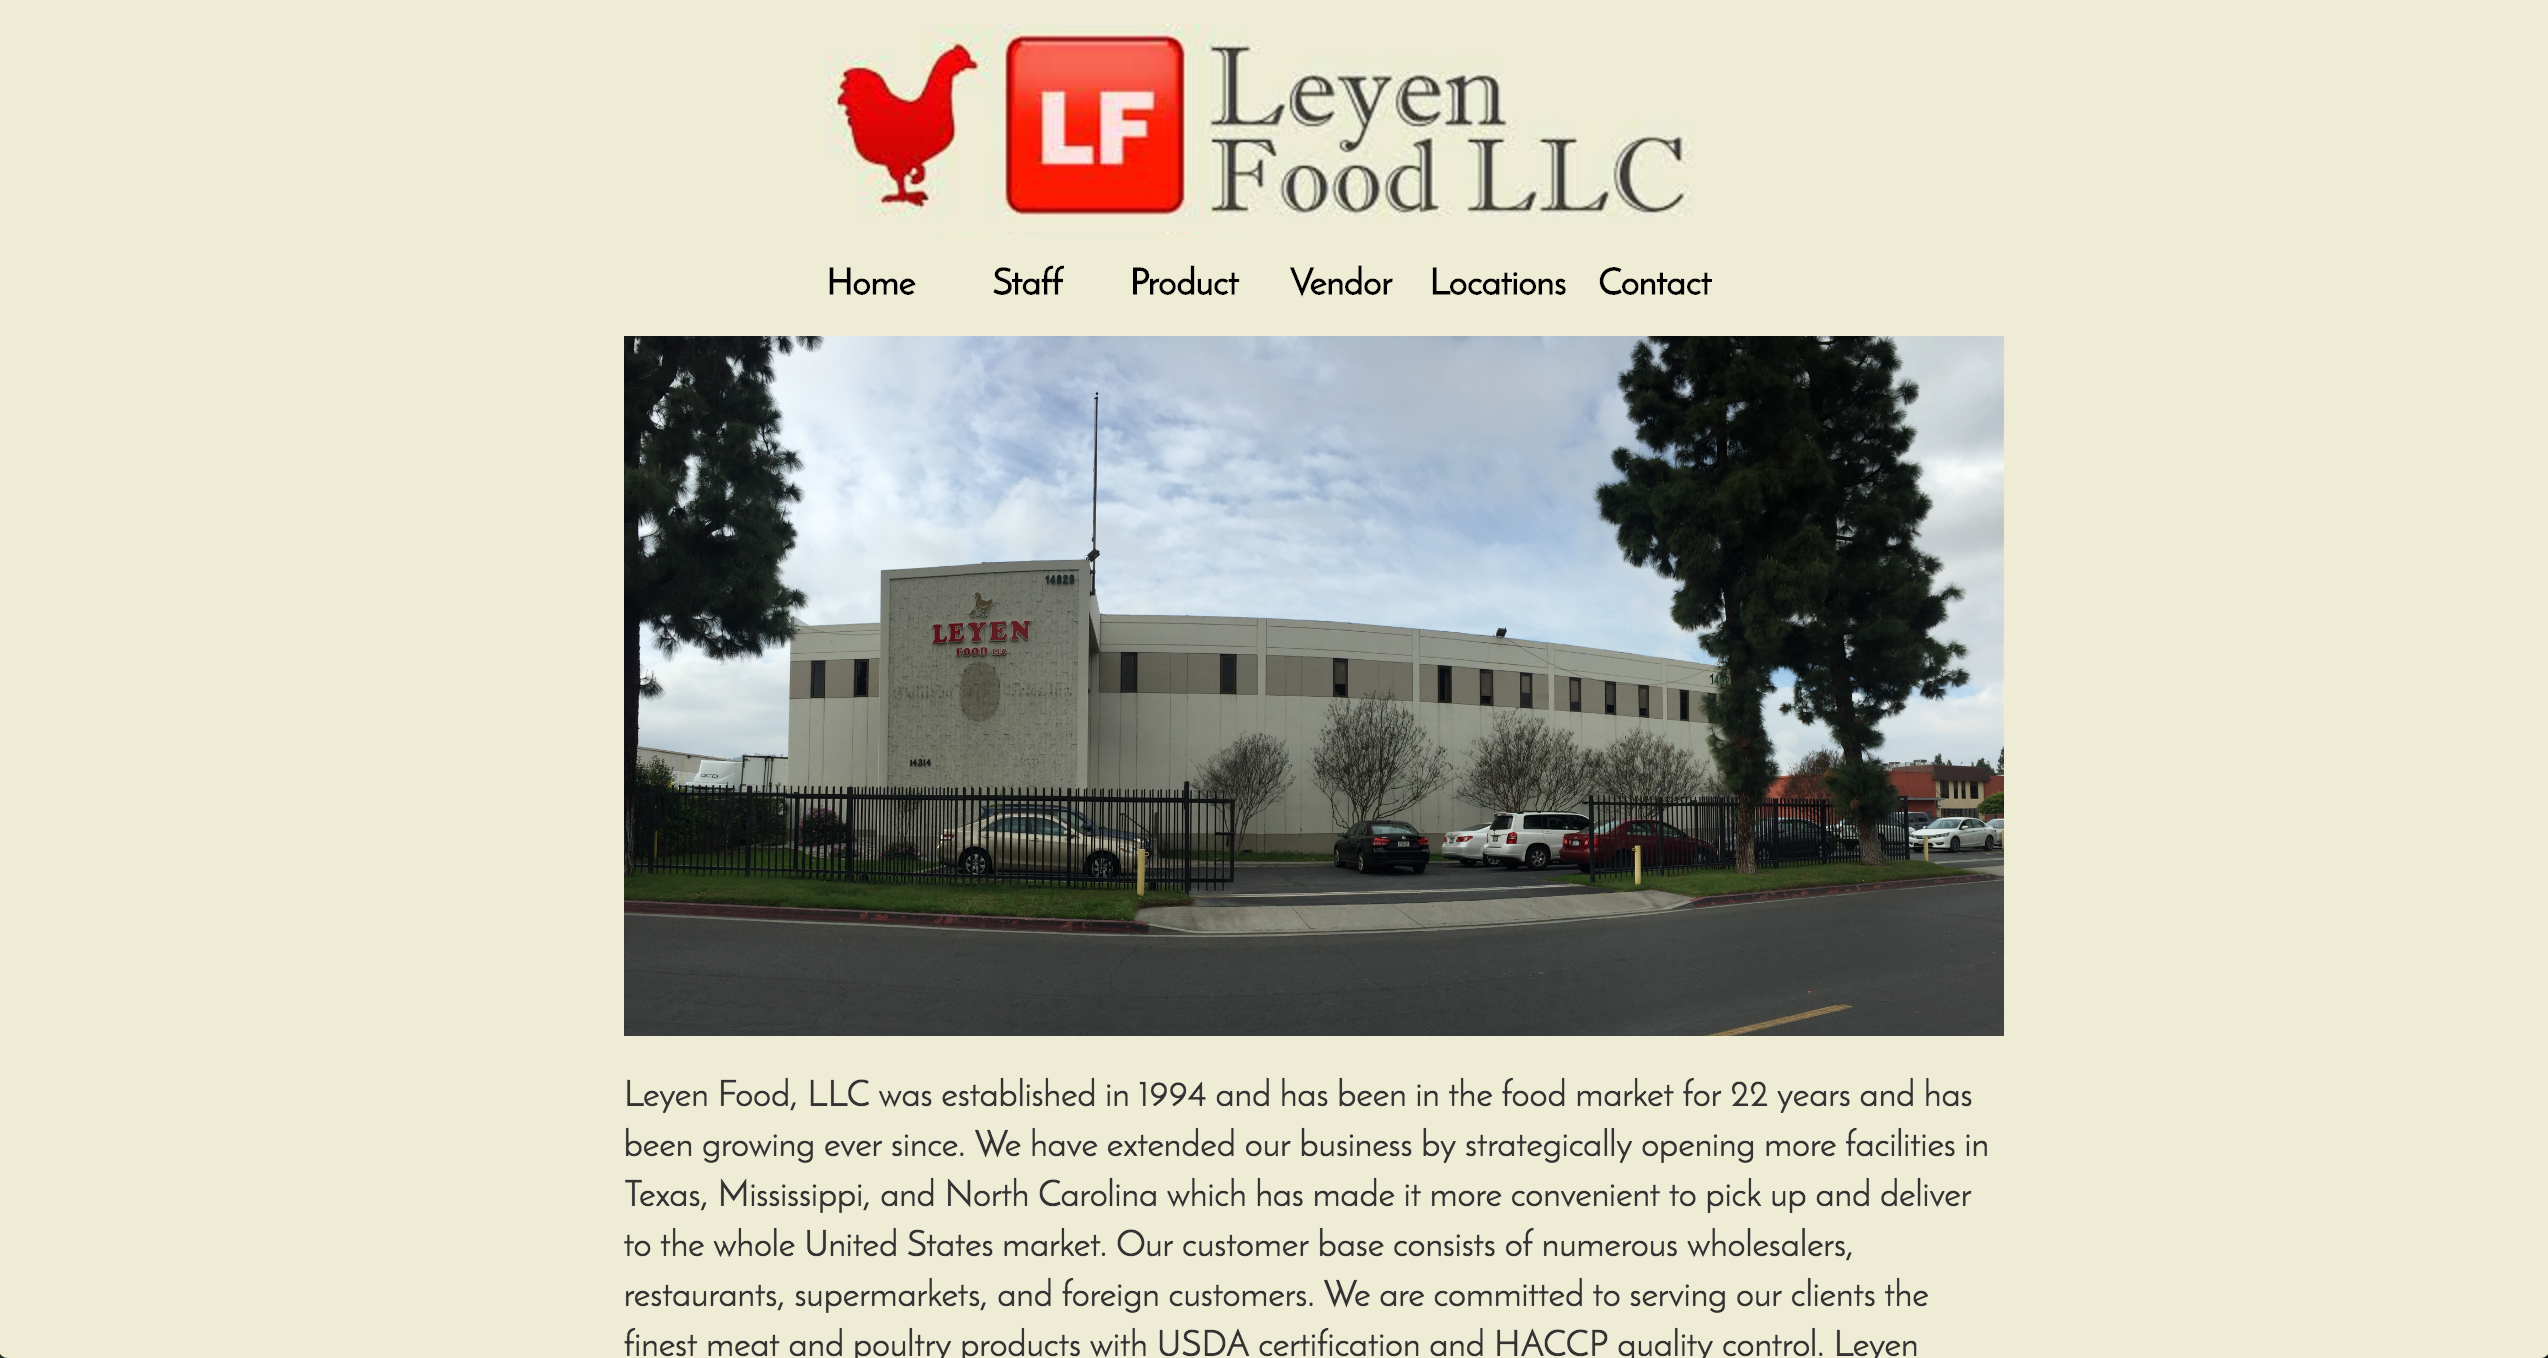 LF
Leyen
Food LLC
Home Staff Product Vendor Locations Contact
14828
LEYEN
FOOD LLC
14814
Leyen Food, LLC was established in 1994 and has been in the food market for 22 years and has
been growing ever since. We have extended our business by strategically opening more facilities in
Texas, Mississippi, and North Carolina which has made it more convenient to pick up and deliver
to the whole United States market. Our customer base consists of numerous wholesalers,
restaurants, supermarkets, and foreign customers. We are committed to serving our clients the
finest meat and poultry products with USDA certification and HACCP quality control. Leyen